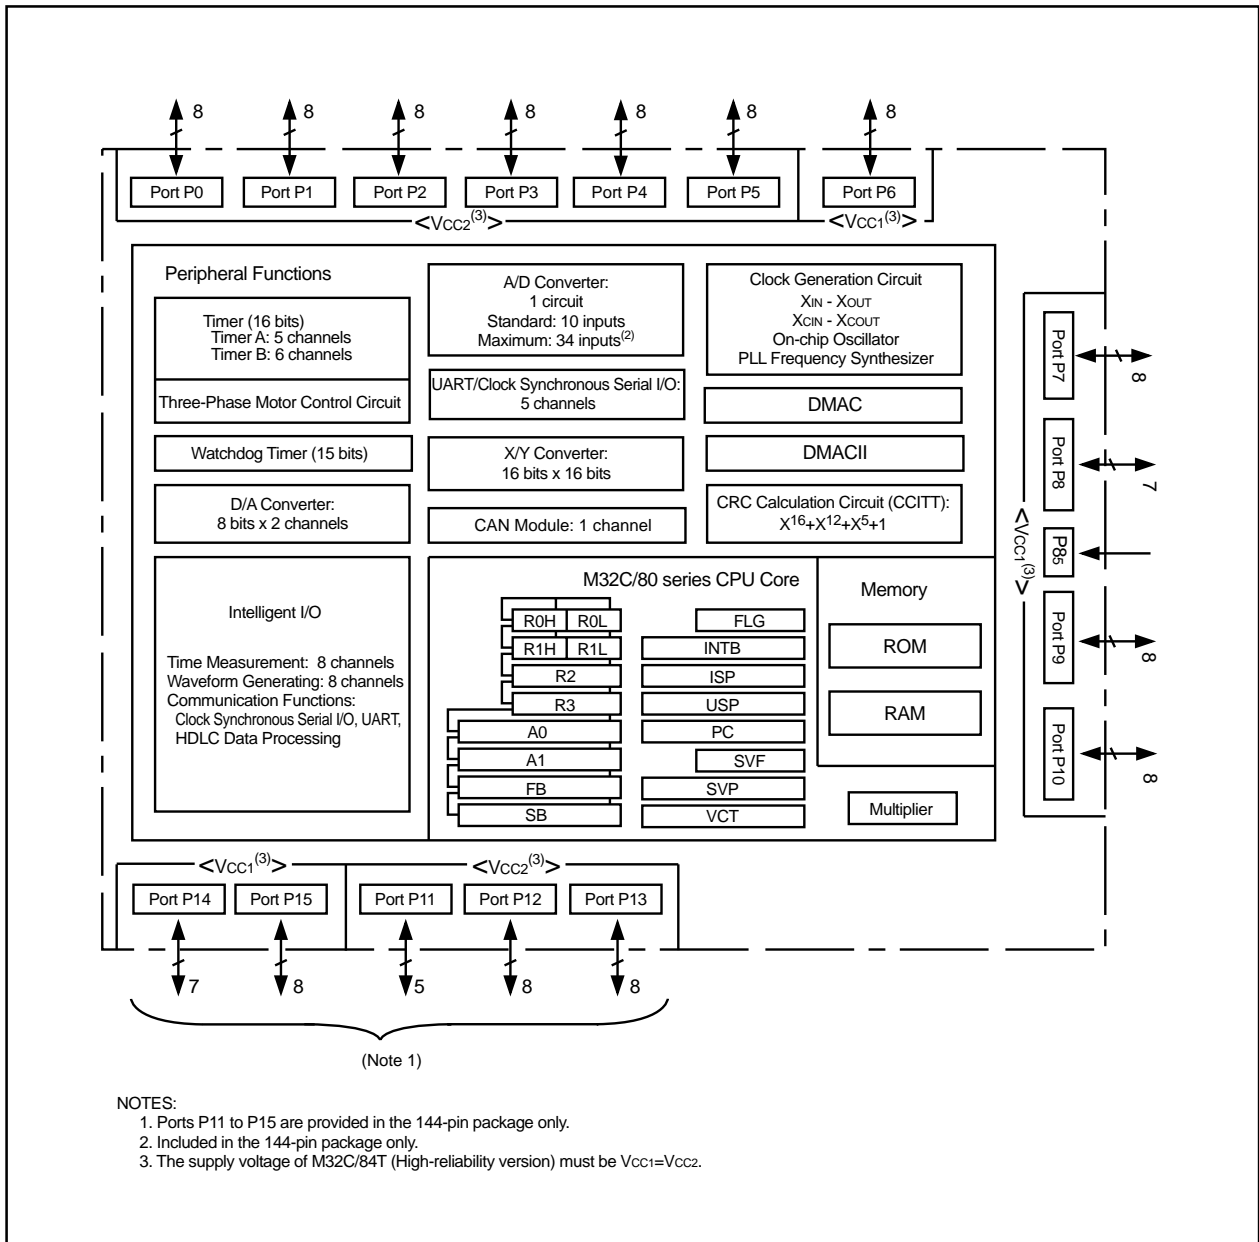 8 8 8 8 8 8 8
Port P0 Port P1 Port P2 Port P3 Port P4 Port P5 Port P6
<VCC2(3)> <VCC1(3)>
Peripheral Functions
Timer (16 bits)
Timer A: 5 channels
Timer B: 6 channels
Three-Phase Motor Control Circuit
Watchdog Timer (15 bits)
D/A Converter:
8 bits x 2 channels
A/D Converter:
1 circuit
Standard: 10 inputs
Maximum: 34 inputs(2)
UART/Clock Synchronous Serial I/O:
5 channels
X/Y Converter:
16 bits x 16 bits
CAN Module: 1 channel
Clock Generation Circuit
XIN - XOUT
XCIN - XCOUT
On-chip Oscillator
PLL Frequency Synthesizer
DMAC
DMACII
CRC Calculation Circuit (CCITT):
X16+X12+X5+1
Intelligent I/O
Time Measurement: 8 channels
Waveform Generating: 8 channels
Communication Functions:
Clock Synchronous Serial I/O, UART,
HDLC Data Processing
M32C/80 series CPU Core
R0H R0L
R1H R1L
R2
R3
A0
A1
FB
SB
FLG
INTB
ISP
USP
PC
SVF
SVP
VCT
Memory
ROM
RAM
Multiplier
<VCC1(3)>
Port P7 8
Port P8 7
P85
Port P9 8
Port P10 8
<VCC1(3)> <VCC2(3)>
Port P14 Port P15 Port P11 Port P12 Port P13
7 8 5 8 8
(Note 1)
NOTES:
1. Ports P11 to P15 are provided in the 144-pin package only.
2. Included in the 144-pin package only.
3. The supply voltage of M32C/84T (High-reliability version) must be VCC1=VCC2.